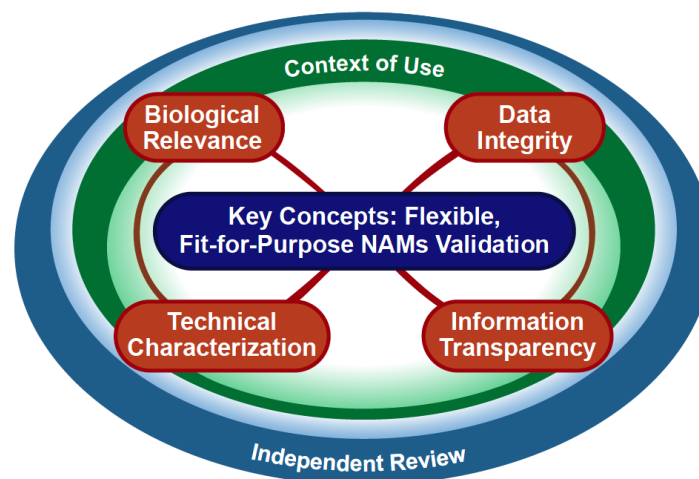 Context of Use
Biological
Relevance
Data
Integrity
Key Concepts: Flexible,
Fit-for-Purpose NAMs Validation
Technical
Characterization
Information
Transparency
Independent Review